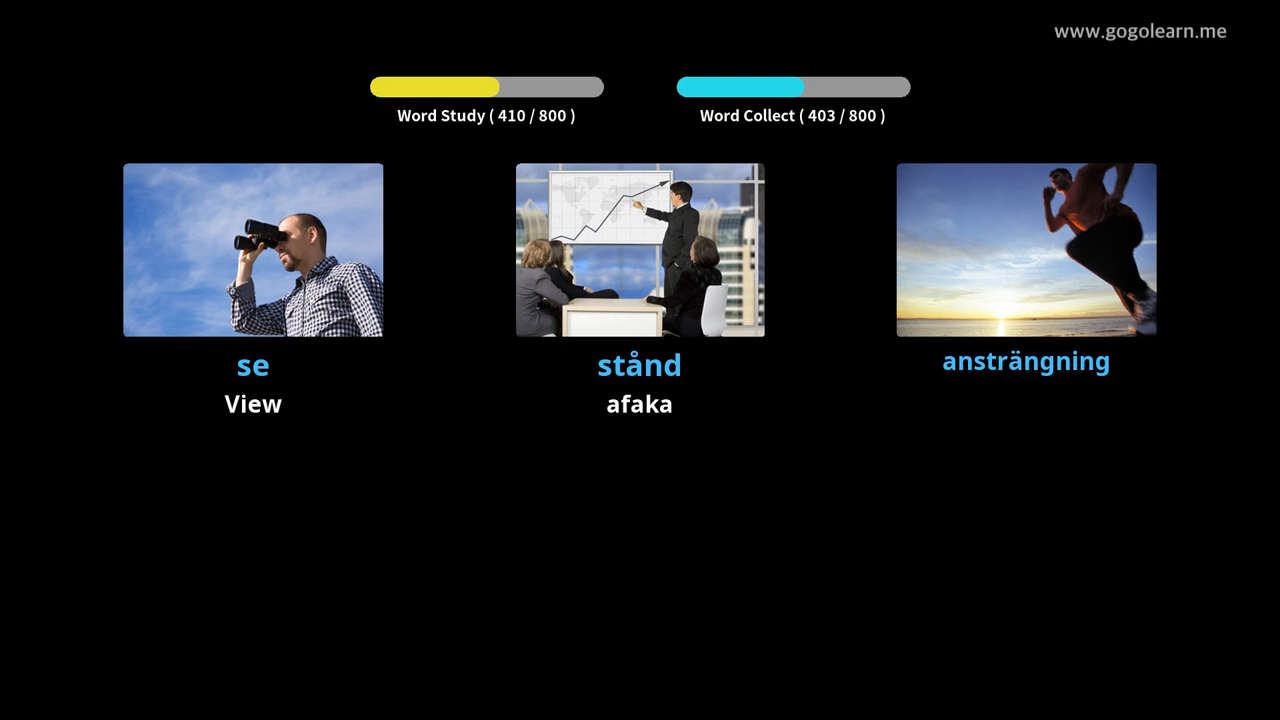 www.gogolearn.me
Word Study ( 410 / 800 )
Word Collect ( 403 / 800 )
se
stånd
ansträngning
View
afaka